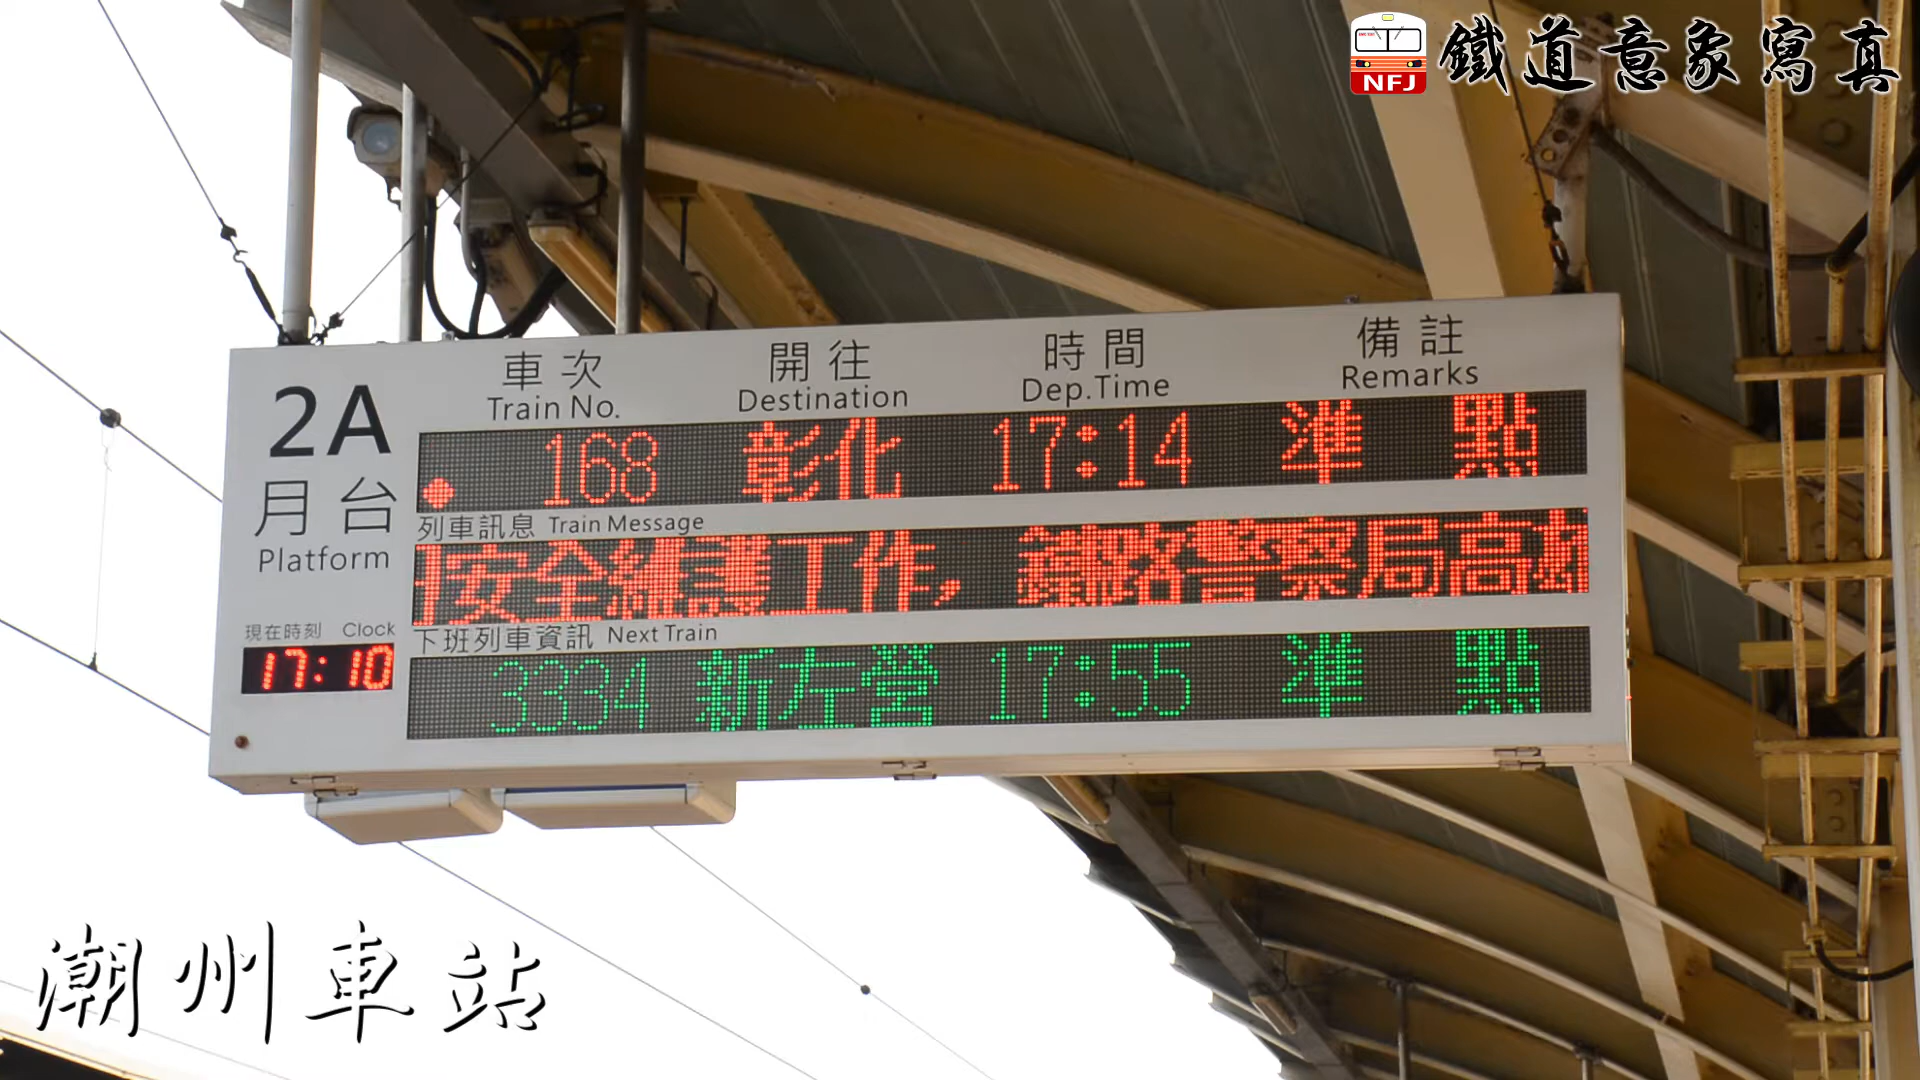 NFJ 鐵道意象寫真
車次 開往 時間 備註
Train No. Destination Dep.Time Remarks
2A
月台
Platform
168 彰化 17:14 準點
列車訊息 Train Message
安全維護工作，鐵路警察局高雄
現在時刻 Clock
17:10
下班列車資訊 Next Train
3334 新左營 17:55 準點
潮州車站